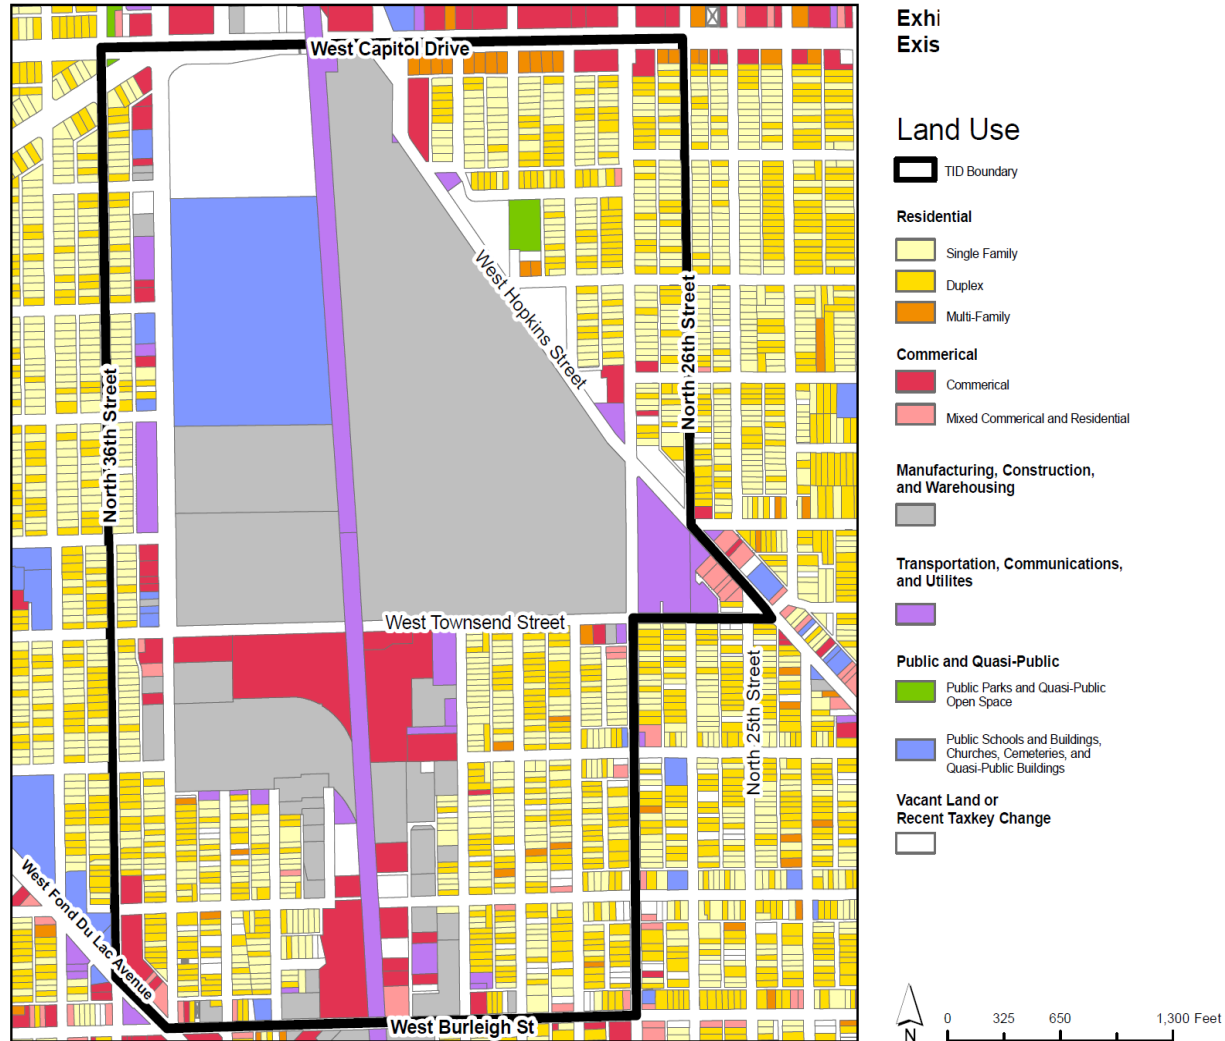 Exhi
Exis
West Capitol Drive
Land Use
TID Boundary
Residential
Single Family
Duplex
Multi-Family
Commerical
Commerical
Mixed Commerical and Residential
Manufacturing, Construction,
and Warehousing
Transportation, Communications,
and Utilites
Public and Quasi-Public
Public Parks and Quasi-Public
Open Space
Public Schools and Buildings,
Churches, Cemeteries, and
Quasi-Public Buildings
Vacant Land or
Recent Taxkey Change
West Hopkins Street
North 26th Street
North 36th Street
West Townsend Street
North 25th Street
West Fond Du Lac Avenue
West Burleigh St
N
0 325 650 1,300 Feet